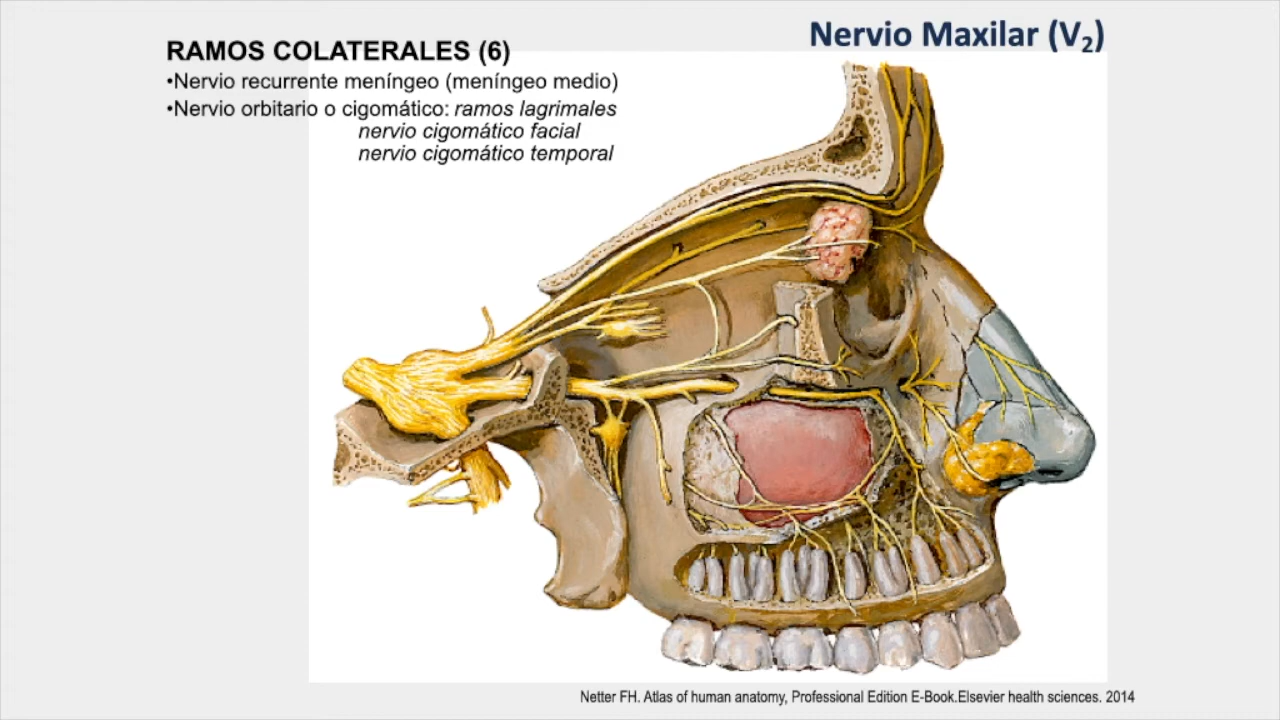 Nervio Maxilar (V₂)
RAMOS COLATERALES (6)
•Nervio recurrente meníngeo (meníngeo medio)
•Nervio orbitario o cigomático: ramos lagrimales
nervio cigomático facial
nervio cigomático temporal
Netter FH. Atlas of human anatomy, Professional Edition E-Book.Elsevier health sciences. 2014